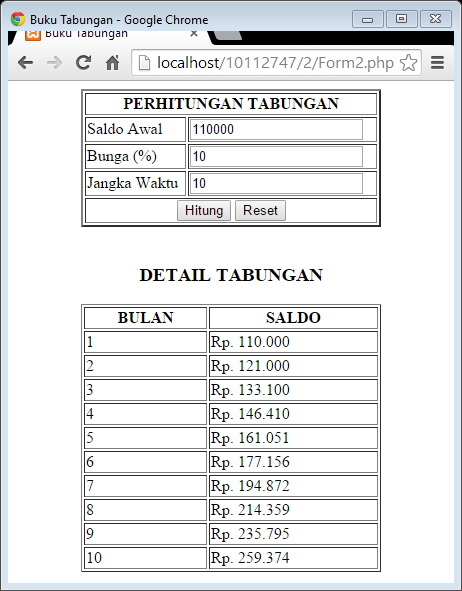 Buku Tabungan - Google Chrome
Buku Tabungan
localhost/10112747/2/Form2.php
PERHITUNGAN TABUNGAN
Saldo Awal 110000
Bunga (%) 10
Jangka Waktu 10
Hitung Reset
DETAIL TABUNGAN
BULAN SALDO
1 Rp. 110.000
2 Rp. 121.000
3 Rp. 133.100
4 Rp. 146.410
5 Rp. 161.051
6 Rp. 177.156
7 Rp. 194.872
8 Rp. 214.359
9 Rp. 235.795
10 Rp. 259.374